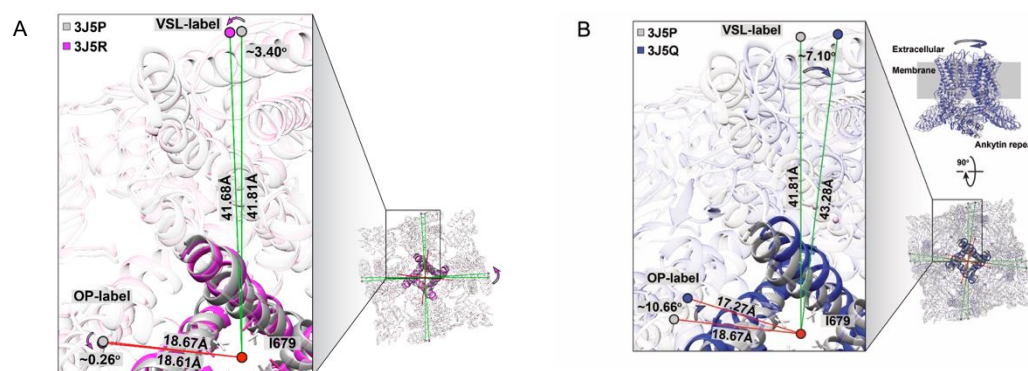 A
3J5P
3J5R
VSL-label
~3.40°
41.68Å
41.81Å
OP-label
18.67Å
18.61Å
~0.26°
I679
B
3J5P
3J5Q
VSL-label
~7.10°
41.81Å
43.28Å
OP-label
~10.66°
17.27Å
18.67Å
I679
Extracellular
Membrane
Ankytin repea
90°